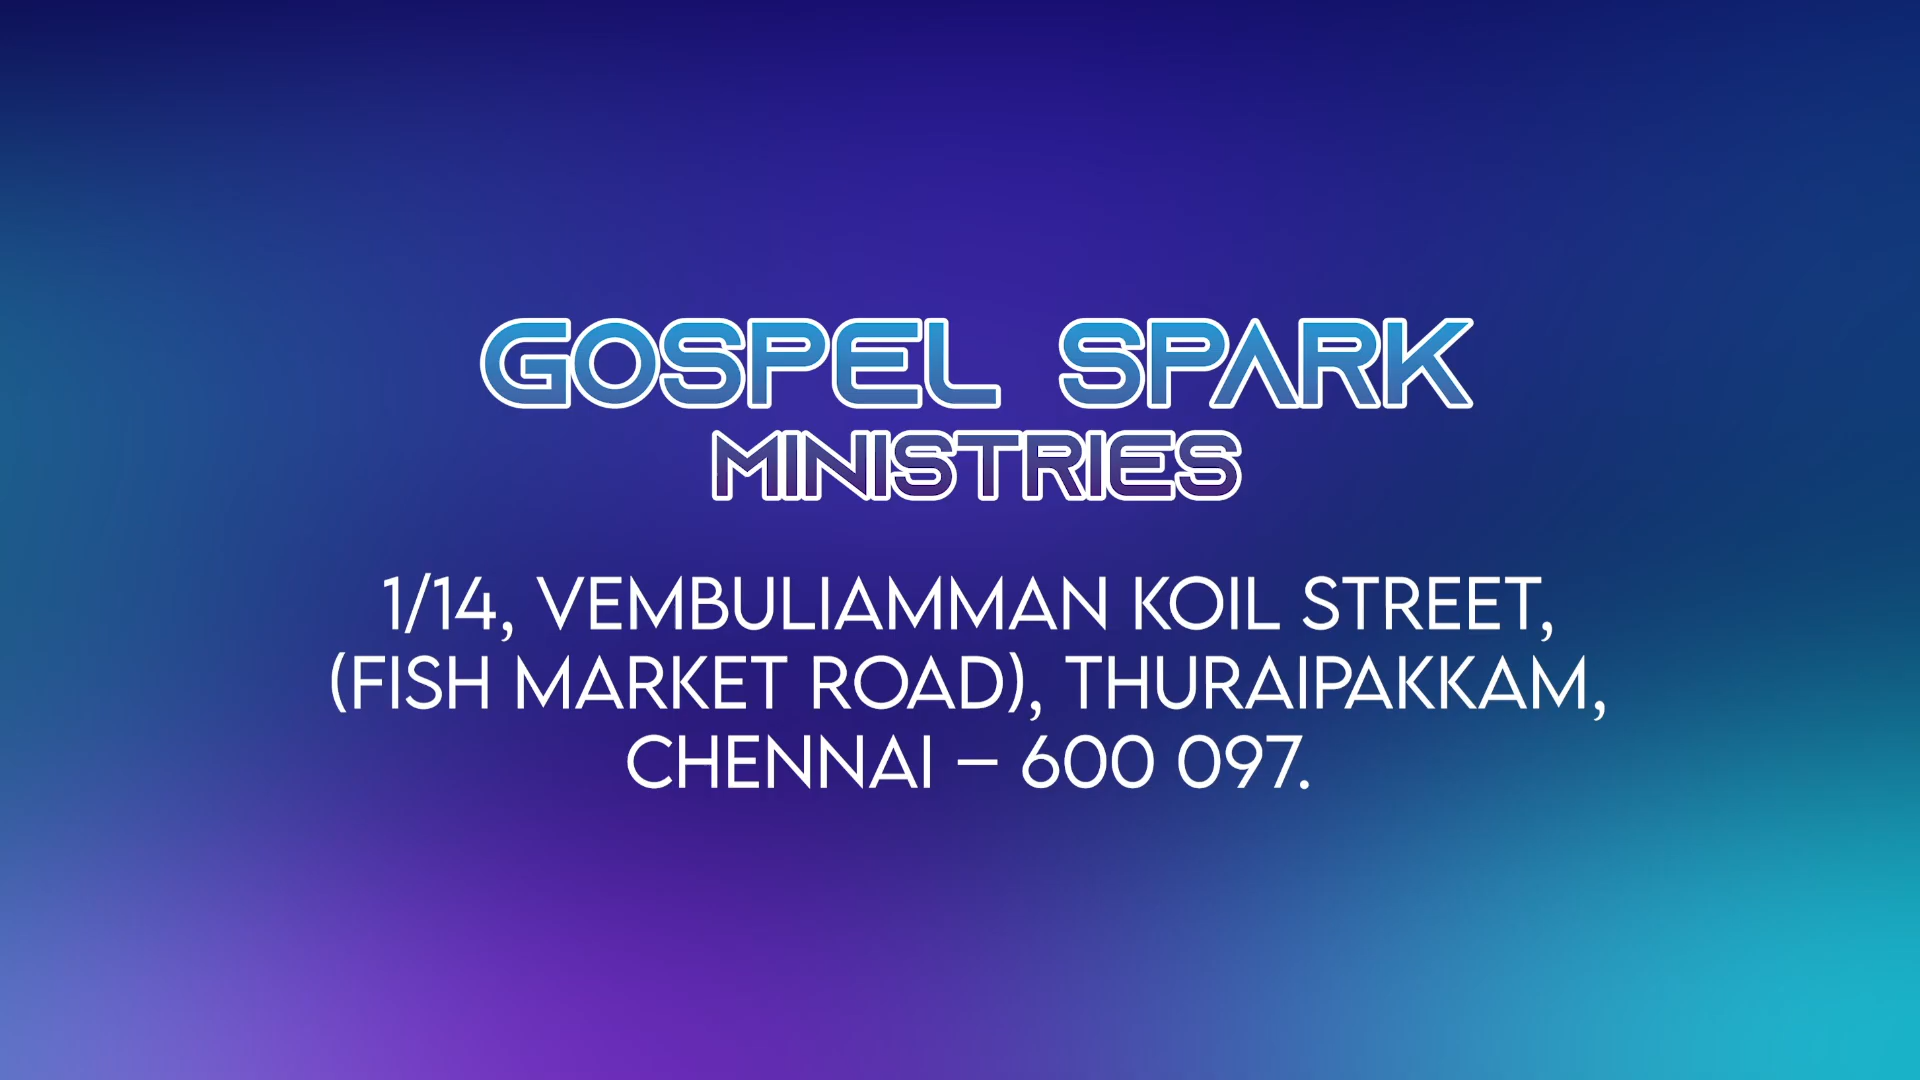 GOSPEL SPARK
MINISTRIES
1/14, VEMBULIAMMAN KOIL STREET,
(FISH MARKET ROAD), THURAIPAKKAM,
CHENNAI – 600 097.